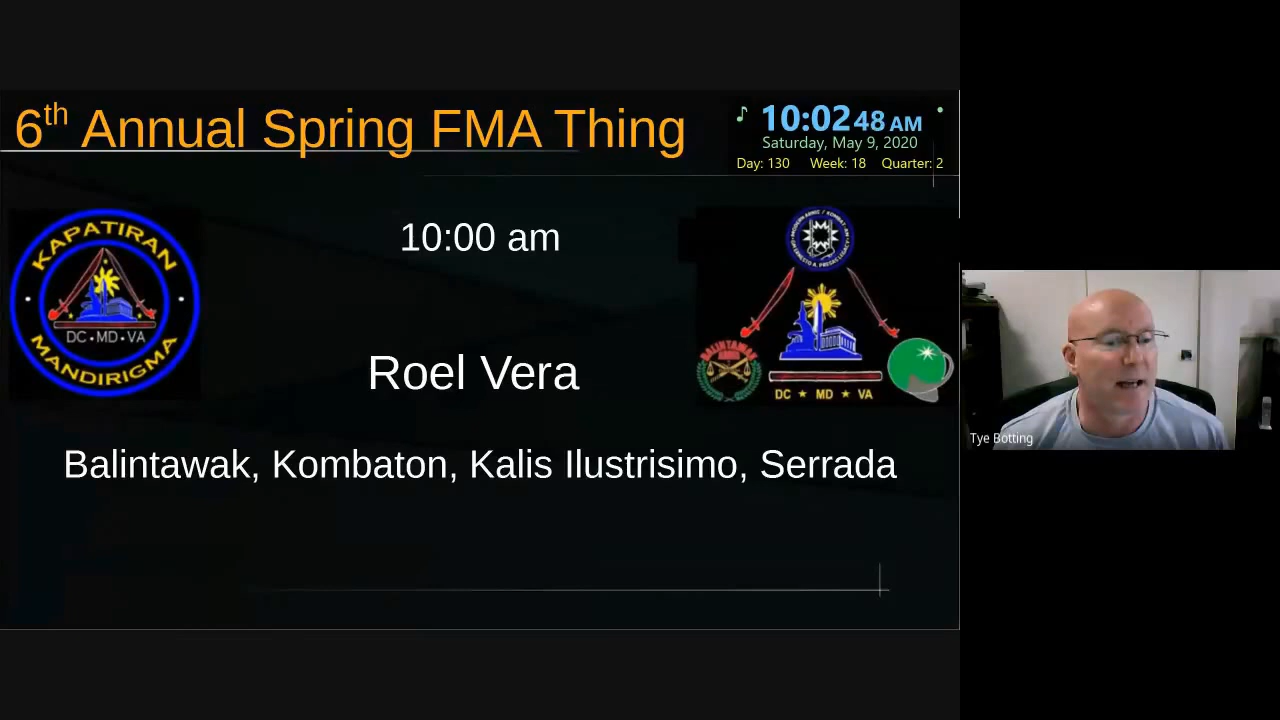 6th Annual Spring FMA Thing
10:02 48 AM
Saturday, May 9, 2020
Day: 130 Week: 18 Quarter: 2
10:00 am
KAPATIRAN
DC • MD • VA
MANDIRIGMA
BALINTAWAK
DC ★ MD ★ VA
Roel Vera
Balintawak, Kombaton, Kalis Ilustrisimo, Serrada
Tye Botting